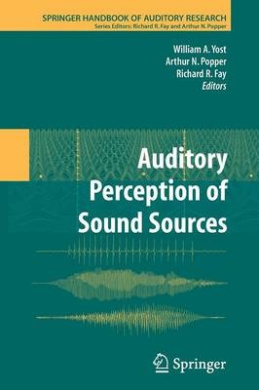 SPRINGER HANDBOOK OF AUDITORY RESEARCH
Series Editors: Richard R. Fay and Arthur N. Popper
William A. Yost
Arthur N. Popper
Richard R. Fay
Editors
Auditory
Perception of
Sound Sources
Springer